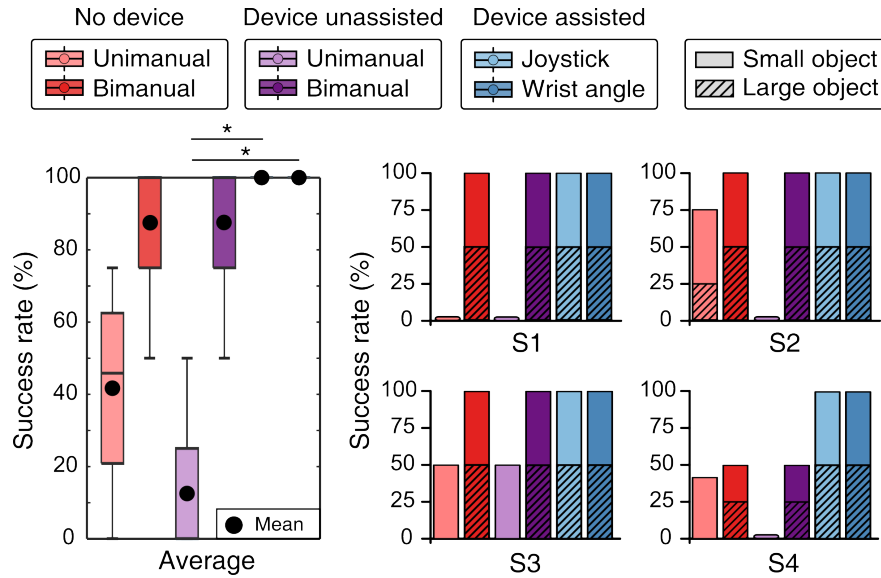 No device
Device unassisted
Device assisted
Unimanual
Bimanual
Unimanual
Bimanual
Joystick
Wrist angle
Small object
Large object
*
*
Success rate (%)
100
80
60
40
20
0
Mean
Average
Success rate (%)
100
75
50
25
0
S1
100
75
50
25
0
S2
Success rate (%)
100
75
50
25
0
S3
100
75
50
25
0
S4